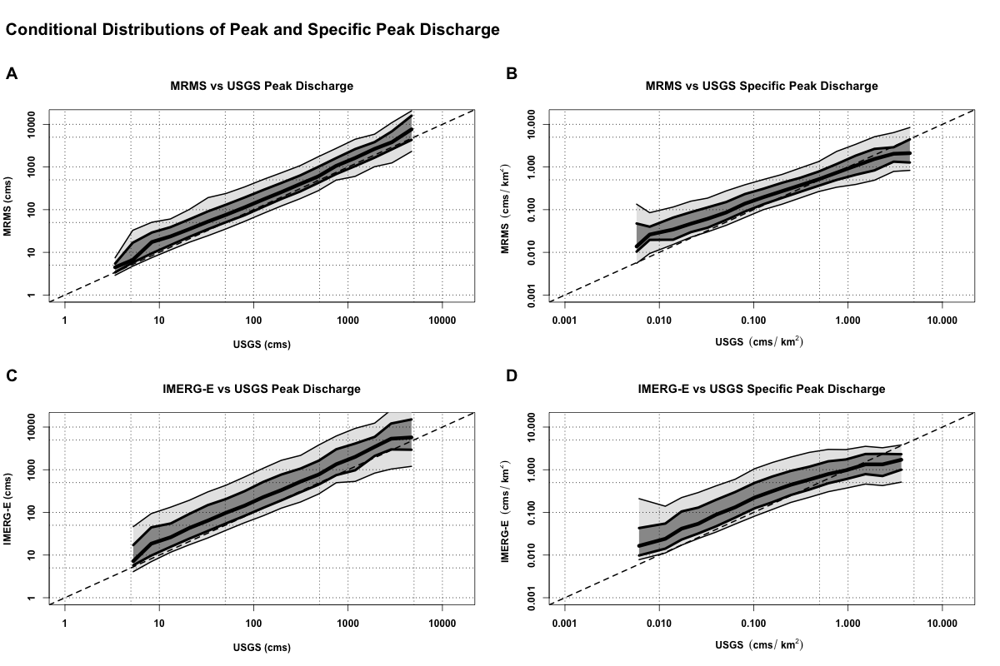 Conditional Distributions of Peak and Specific Peak Discharge
A
MRMS vs USGS Peak Discharge
MRMS (cms)
10000
1000
100
10
1
1 10 100 1000 10000
USGS (cms)
B
MRMS vs USGS Specific Peak Discharge
MRMS (cms/ km²)
10.000
1.000
0.100
0.010
0.001
0.001 0.010 0.100 1.000 10.000
USGS (cms/ km²)
C
IMERG-E vs USGS Peak Discharge
IMERG-E (cms)
10000
1000
100
10
1
1 10 100 1000 10000
USGS (cms)
D
IMERG-E vs USGS Specific Peak Discharge
IMERG-E (cms/ km²)
10.000
1.000
0.100
0.010
0.001
0.001 0.010 0.100 1.000 10.000
USGS (cms/ km²)